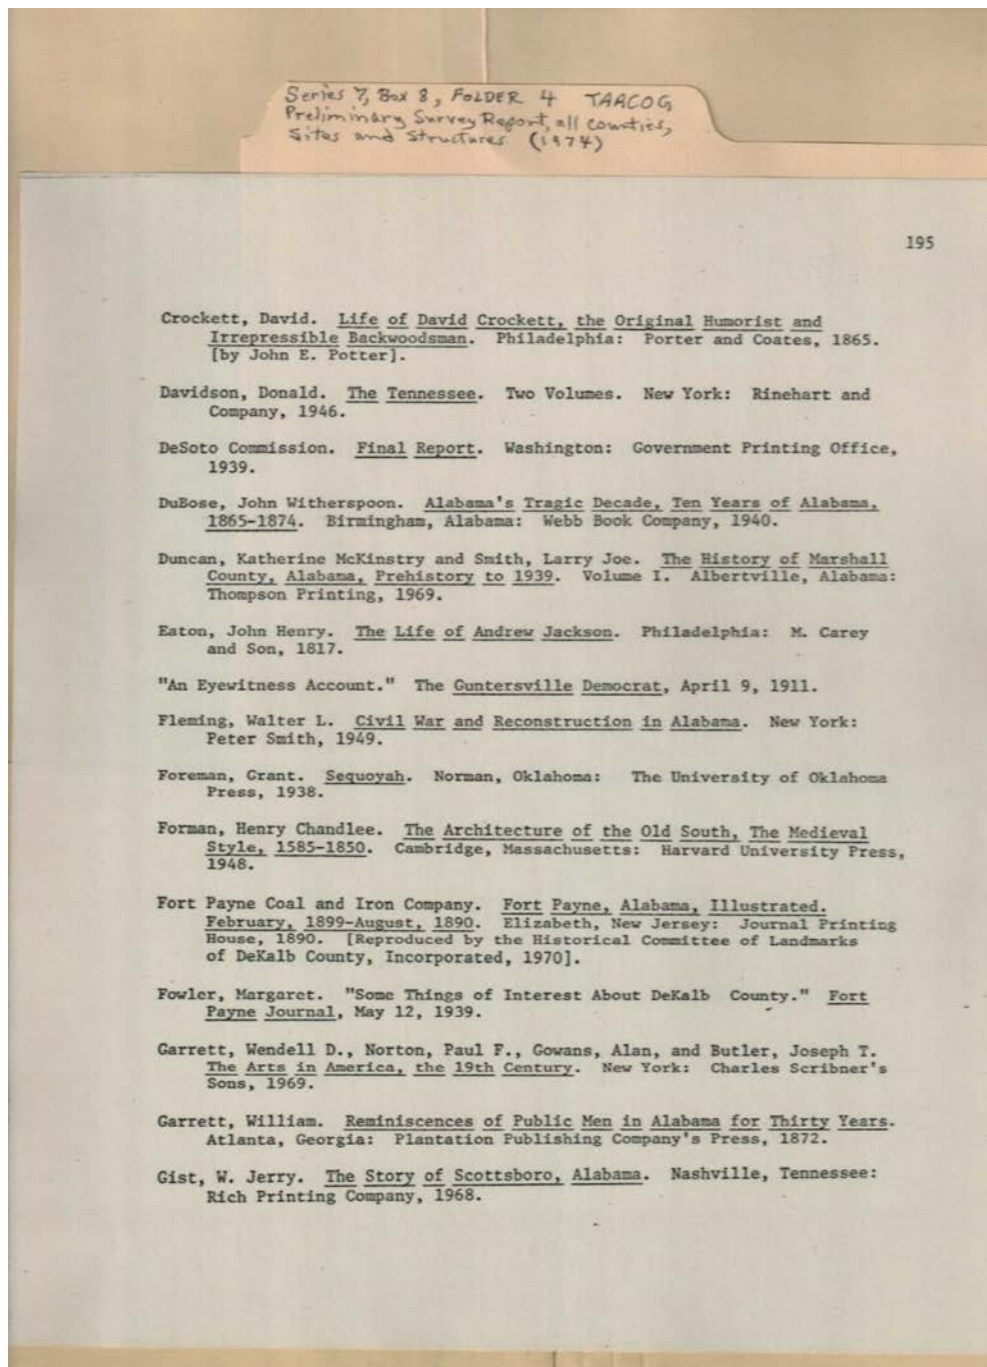 Series 7, Box 8, FOLDER 4 TARCOG
Preliminary Survey Report, all counties,
Sites and Structures (1974)
195
Crockett, David. Life of David Crockett, the Original Humorist and
Irrepressible Backwoodsman. Philadelphia: Porter and Coates, 1865.
[by John E. Potter].
Davidson, Donald. The Tennessee. Two Volumes. New York: Rinehart and
Company, 1946.
DeSoto Commission. Final Report. Washington: Government Printing Office,
1939.
DuBose, John Witherspoon. Alabama's Tragic Decade, Ten Years of Alabama,
1865-1874. Birmingham, Alabama: Webb Book Company, 1940.
Duncan, Katherine McKinstry and Smith, Larry Joe. The History of Marshall
County, Alabama, Prehistory to 1939. Volume I. Albertville, Alabama:
Thompson Printing, 1969.
Eaton, John Henry. The Life of Andrew Jackson. Philadelphia: M. Carey
and Son, 1817.
"An Eyewitness Account." The Guntersville Democrat, April 9, 1911.
Fleming, Walter L. Civil War and Reconstruction in Alabama. New York:
Peter Smith, 1949.
Foreman, Grant. Sequoyah. Norman, Oklahoma: The University of Oklahoma
Press, 1938.
Forman, Henry Chandlee. The Architecture of the Old South, The Medieval
Style, 1585-1850. Cambridge, Massachusetts: Harvard University Press,
1948.
Fort Payne Coal and Iron Company. Fort Payne, Alabama, Illustrated.
February, 1899-August, 1890. Elizabeth, New Jersey: Journal Printing
House, 1890. [Reproduced by the Historical Committee of Landmarks
of DeKalb County, Incorporated, 1970].
Fowler, Margaret. "Some Things of Interest About DeKalb County." Fort
Payne Journal, May 12, 1939.
Garrett, Wendell D., Norton, Paul F., Gowans, Alan, and Butler, Joseph T.
The Arts in America, the 19th Century. New York: Charles Scribner's
Sons, 1969.
Garrett, William. Reminiscences of Public Men in Alabama for Thirty Years.
Atlanta, Georgia: Plantation Publishing Company's Press, 1872.
Gist, W. Jerry. The Story of Scottsboro, Alabama. Nashville, Tennessee:
Rich Printing Company, 1968.